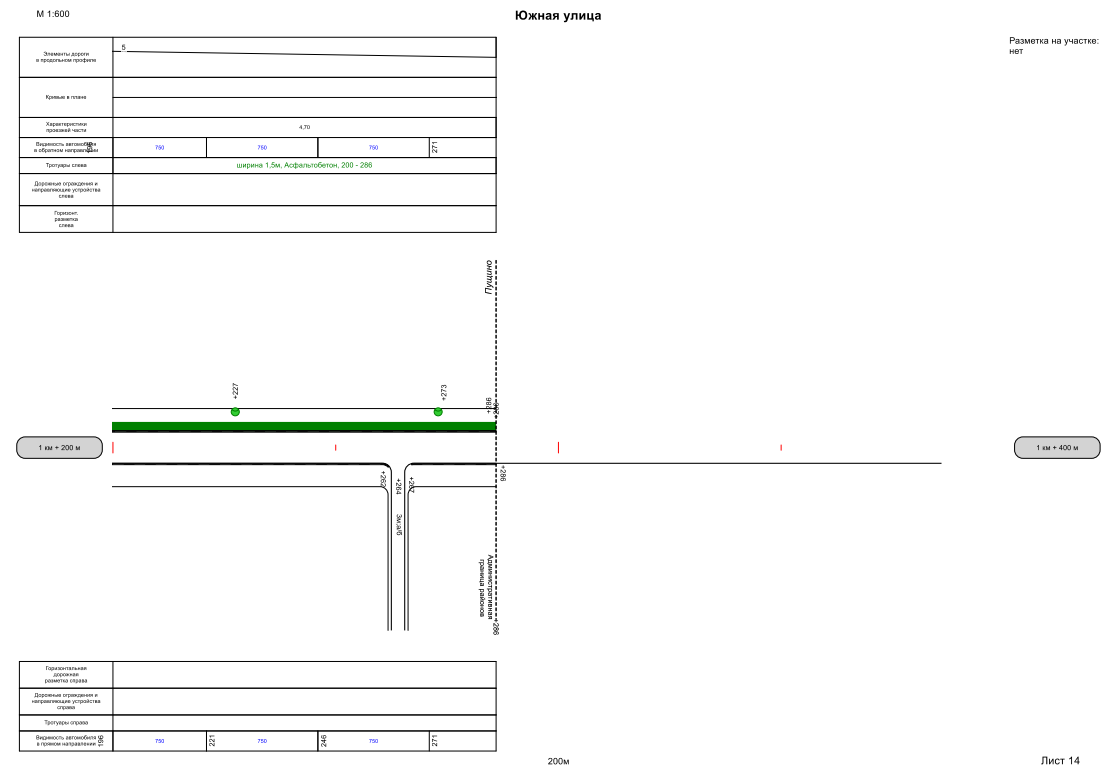 М 1:600
Южная улица
Разметка на участке:
нет
Элементы дороги
в продольном профиле
5
Кривые в плане
Характеристики
проезжей части
4,70
Видимость автомобиля
в обратном направлении
750
750
750
271
Тротуары слева
ширина 1,5м, Асфальтобетон, 200 - 286
Дорожные ограждения и
направляющие устройства
слева
Горизонт.
разметка
слева
Пущино
+227
+273
+286
1 км + 200 м
1 км + 400 м
+262
+264
+267
+286
3м,а/б
Административная
граница районов
+286
Горизонтальная
дорожная
разметка справа
Дорожные ограждения и
направляющие устройства
справа
Тротуары справа
Видимость автомобиля
в прямом направлении
196
750
221
750
246
750
271
200м
Лист 14